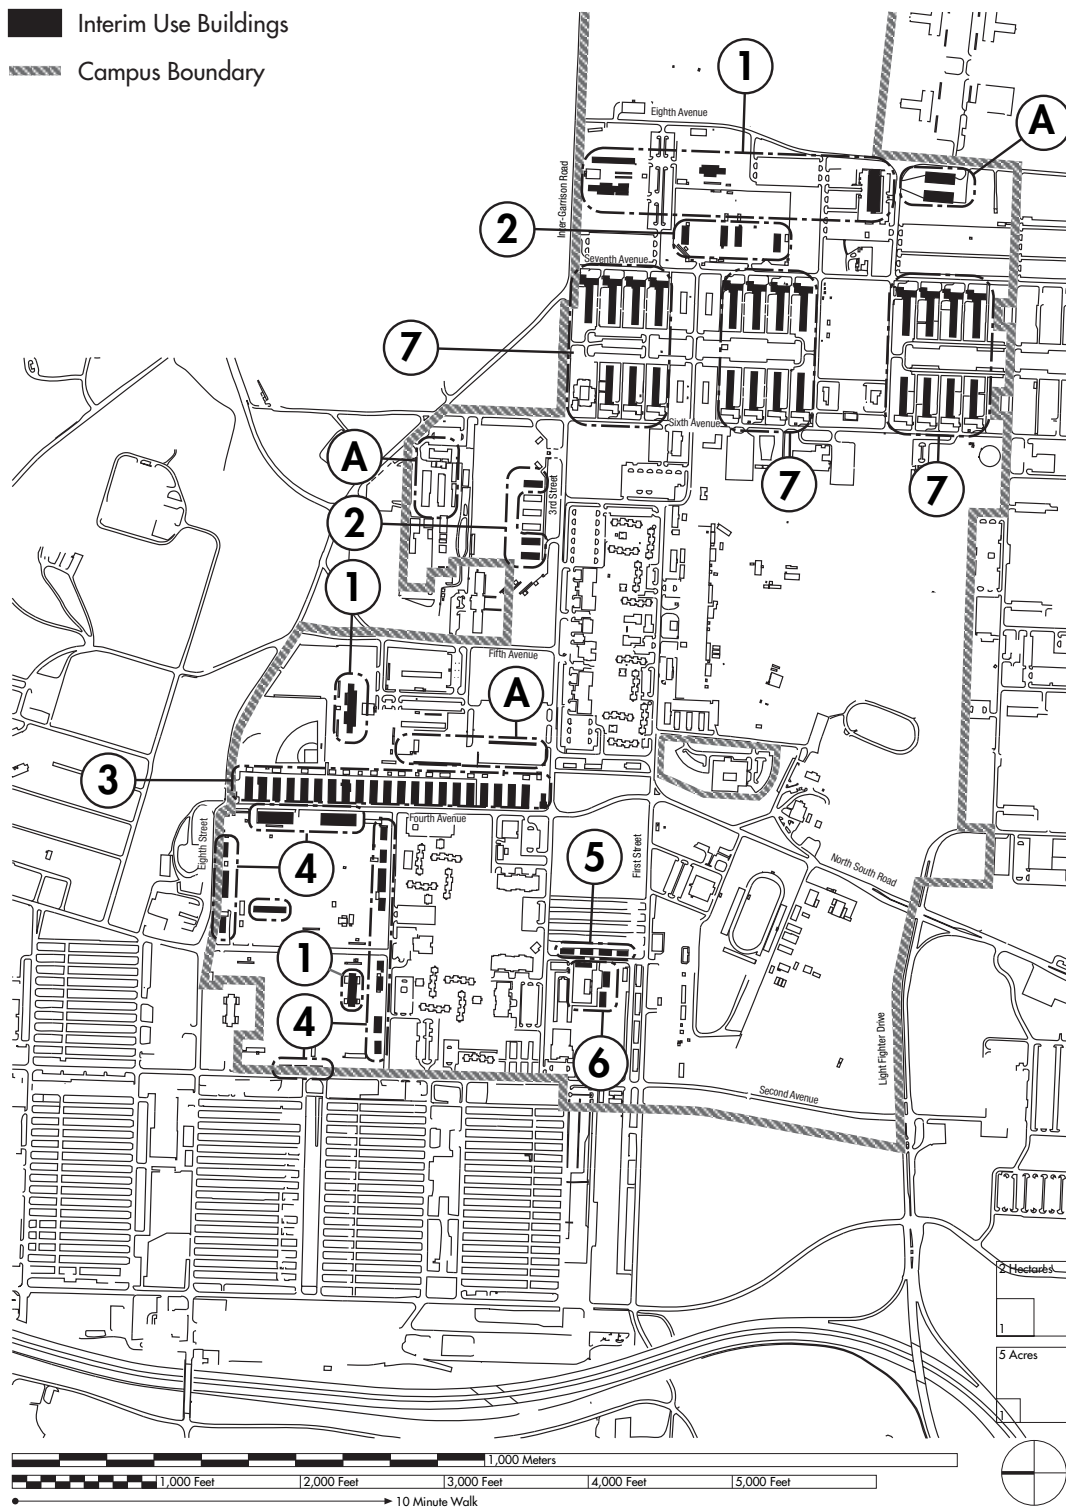 Interim Use Buildings
Campus Boundary
1
Eighth Avenue
A
Inter-Garrison Road
2
Seventh Avenue
7
Sixth Avenue
A
7
7
3rd Street
2
1
Fifth Avenue
A
3
Fourth Avenue
Eighth Street
4
5
First Street
North South Road
1
4
6
Light Fighter Drive
Second Avenue
2 Hectares
1
5 Acres
1
1,000 Meters
1,000 Feet
2,000 Feet
3,000 Feet
4,000 Feet
5,000 Feet
10 Minute Walk